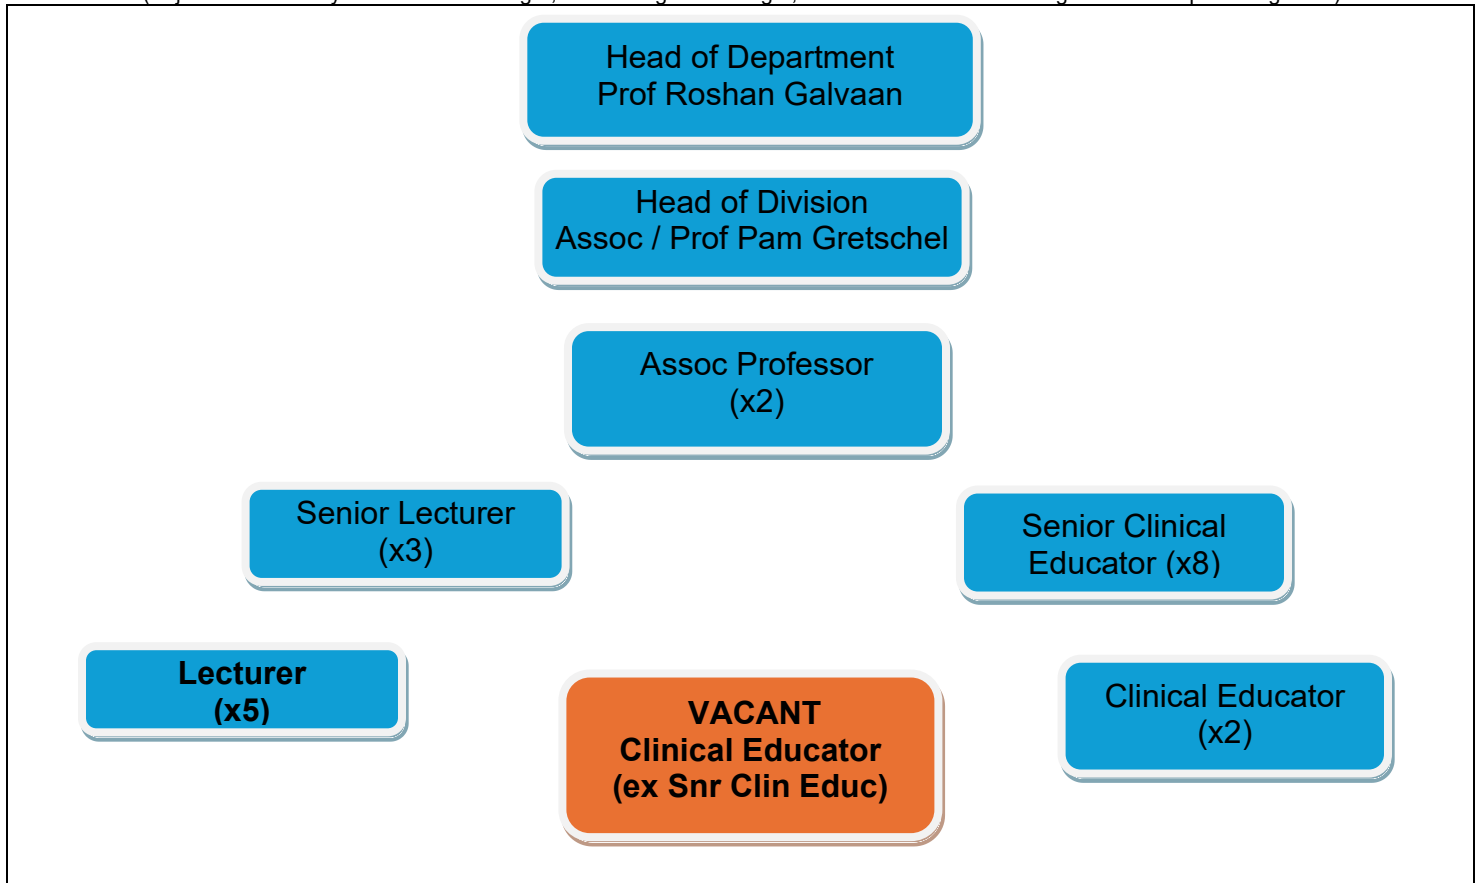 Head of Department
Prof Roshan Galvaan
Head of Division
Assoc / Prof Pam Gretschel
Assoc Professor
(x2)
Senior Lecturer
(x3)
Senior Clinical
Educator (x8)
Lecturer
(x5)
VACANT
Clinical Educator
(ex Snr Clin Educ)
Clinical Educator
(x2)